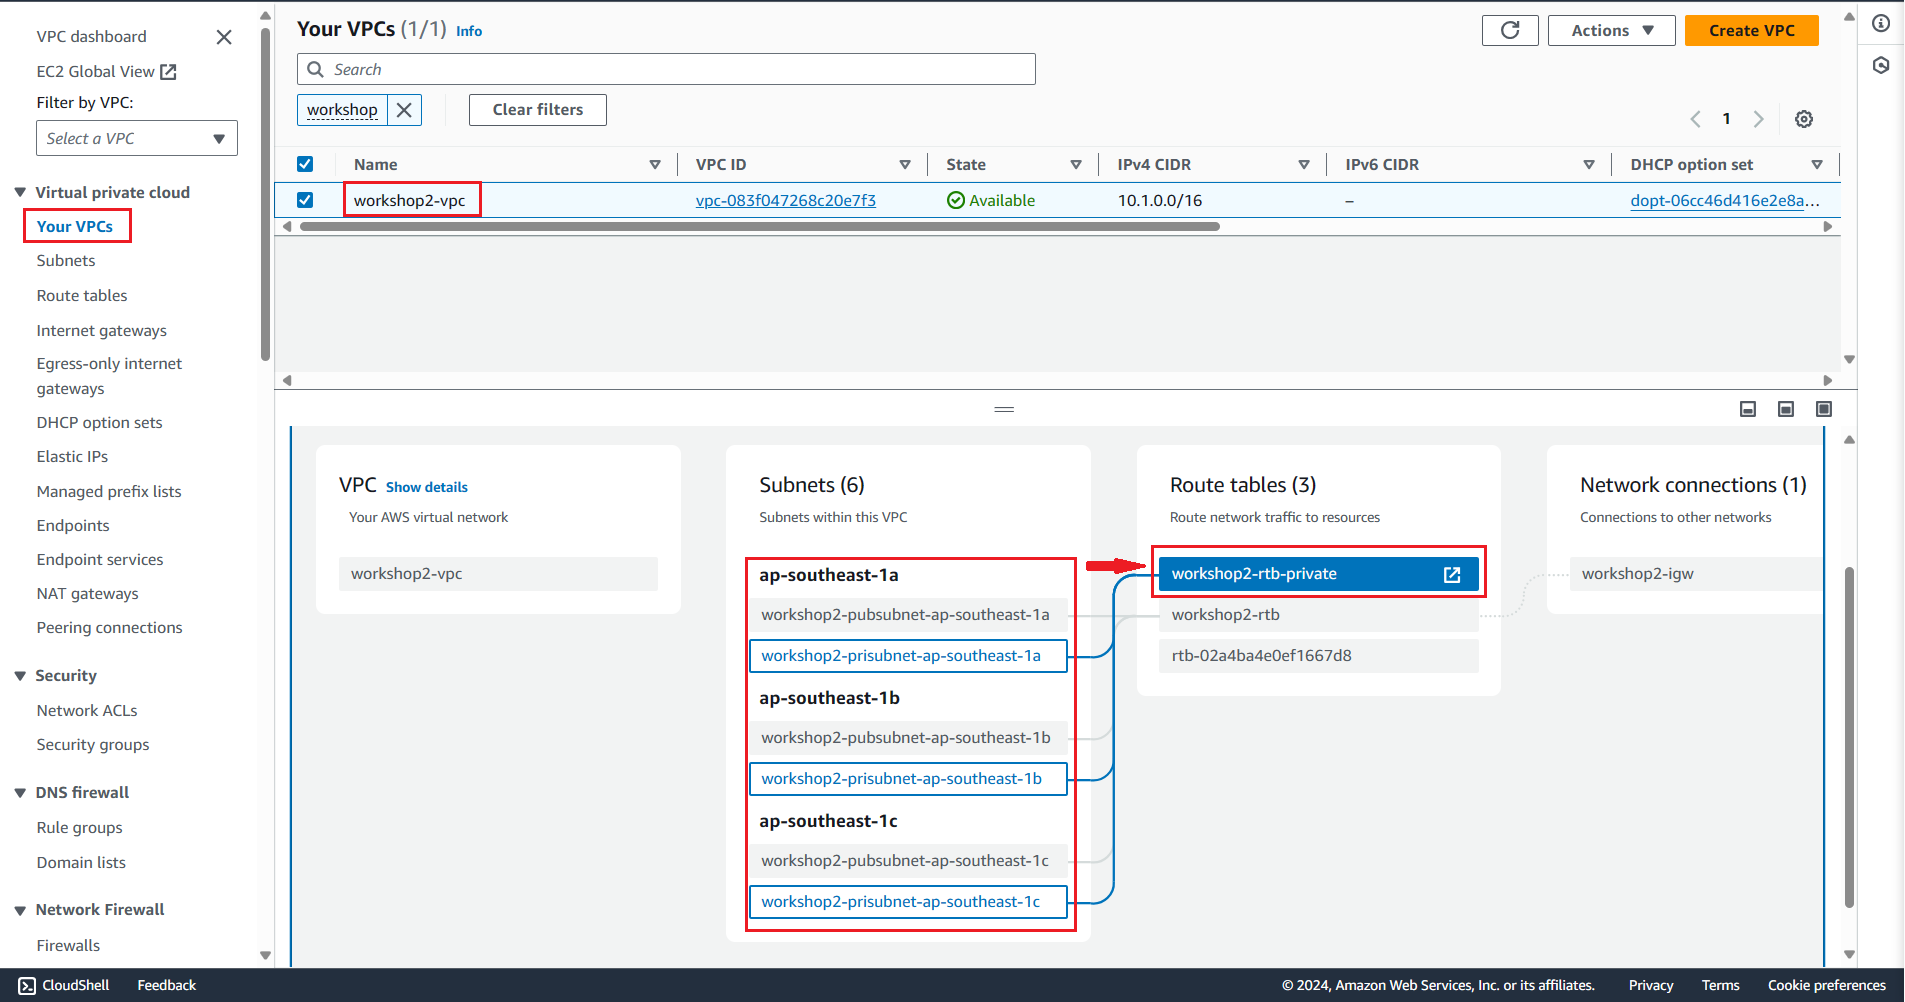 VPC dashboard
EC2 Global View
Filter by VPC:
Select a VPC
Virtual private cloud
Your VPCs
Subnets
Route tables
Internet gateways
Egress-only internet
gateways
DHCP option sets
Elastic IPs
Managed prefix lists
Endpoints
Endpoint services
NAT gateways
Peering connections
Security
Network ACLs
Security groups
DNS firewall
Rule groups
Domain lists
Network Firewall
Firewalls
Your VPCs (1/1) Info
Actions
Create VPC
Search
workshop
Clear filters
1
Name VPC ID State IPv4 CIDR IPv6 CIDR DHCP option set
workshop2-vpc vpc-083f047268c20e7f3 Available 10.1.0.0/16 – dopt-06cc46d416e2e8a...
VPC Show details
Your AWS virtual network
workshop2-vpc
Subnets (6)
Subnets within this VPC
ap-southeast-1a
workshop2-pubsubnet-ap-southeast-1a
workshop2-prisubnet-ap-southeast-1a
ap-southeast-1b
workshop2-pubsubnet-ap-southeast-1b
workshop2-prisubnet-ap-southeast-1b
ap-southeast-1c
workshop2-pubsubnet-ap-southeast-1c
workshop2-prisubnet-ap-southeast-1c
Route tables (3)
Route network traffic to resources
workshop2-rtb-private
workshop2-rtb
rtb-02a4ba4e0ef1667d8
Network connections (1)
Connections to other networks
workshop2-igw
CloudShell Feedback © 2024, Amazon Web Services, Inc. or its affiliates. Privacy Terms Cookie preferences